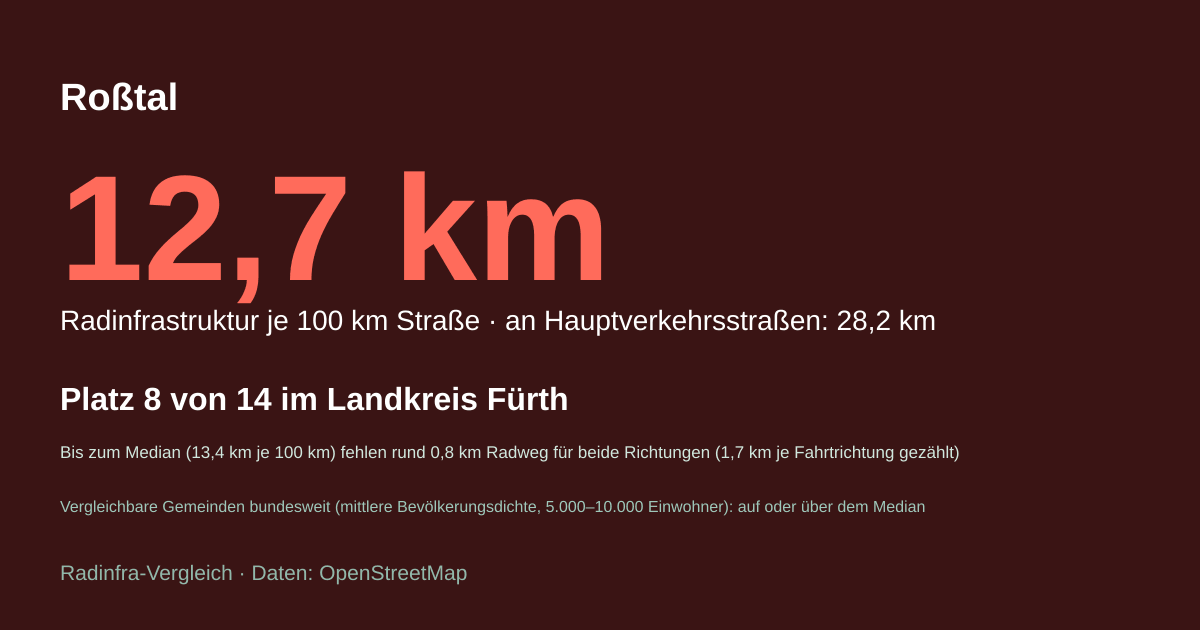 Roßtal
12,7 km
Radinfrastruktur je 100 km Straße · an Hauptverkehrsstraßen: 28,2 km
Platz 8 von 14 im Landkreis Fürth
Bis zum Median (13,4 km je 100 km) fehlen rund 0,8 km Radweg für beide Richtungen (1,7 km je Fahrtrichtung gezählt)
Vergleichbare Gemeinden bundesweit (mittlere Bevölkerungsdichte, 5.000–10.000 Einwohner): auf oder über dem Median
Radinfra-Vergleich · Daten: OpenStreetMap